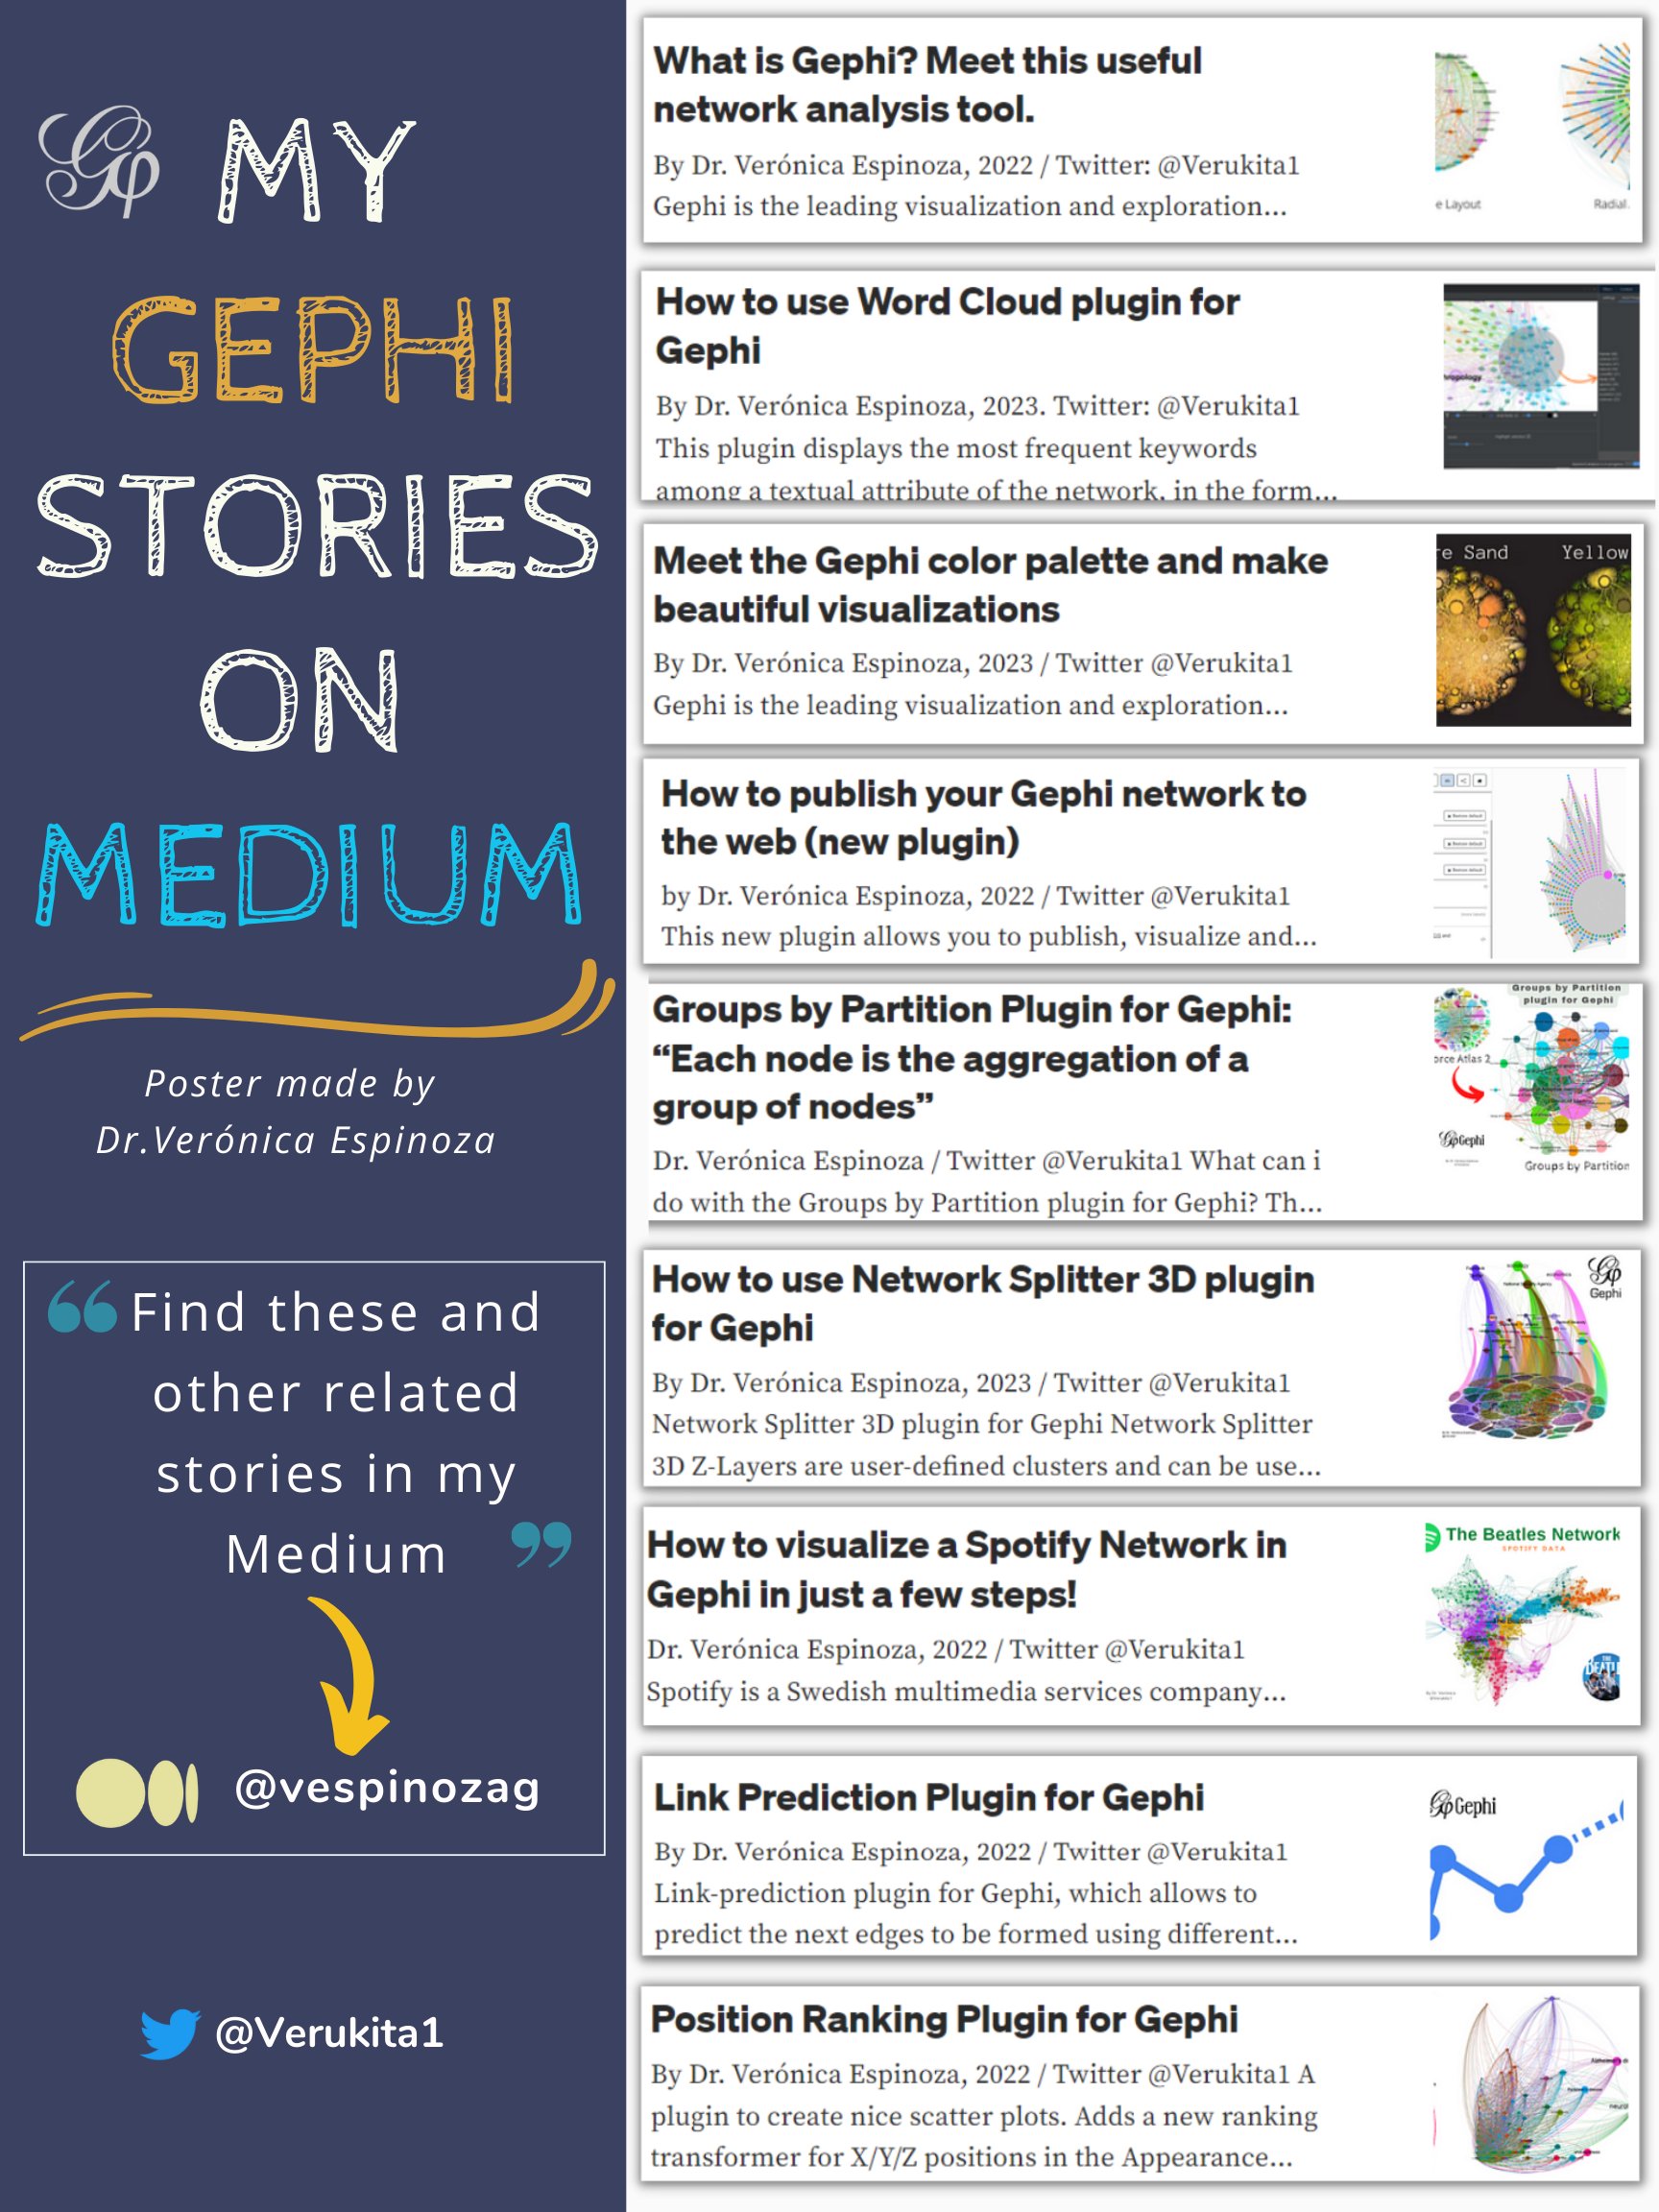 MY
GEPHI
STORIES
ON
MEDIUM
Poster made by
Dr.Verónica Espinoza
“Find these and
other related
stories in my
Medium ”
@vespinozag
@Verukita1
What is Gephi? Meet this useful
network analysis tool.
By Dr. Verónica Espinoza, 2022 / Twitter: @Verukita1
Gephi is the leading visualization and exploration...
e Layout
Radial
How to use Word Cloud plugin for
Gephi
By Dr. Verónica Espinoza, 2023. Twitter: @Verukita1
This plugin displays the most frequent keywords
among a textual attribute of the network, in the form...
hropology
Meet the Gephi color palette and make
beautiful visualizations
By Dr. Verónica Espinoza, 2023 / Twitter @Verukita1
Gephi is the leading visualization and exploration...
re Sand Yellow
How to publish your Gephi network to
the web (new plugin)
by Dr. Verónica Espinoza, 2022 / Twitter @Verukita1
This new plugin allows you to publish, visualize and...
Groups by Partition Plugin for Gephi:
“Each node is the aggregation of a
group of nodes”
Dr. Verónica Espinoza / Twitter @Verukita1 What can i
do with the Groups by Partition plugin for Gephi? Th...
Groups by Partition
plugin for Gephi
orce Atlas 2
Gephi
Groups by Partition
How to use Network Splitter 3D plugin
for Gephi
By Dr. Verónica Espinoza, 2023 / Twitter @Verukita1
Network Splitter 3D plugin for Gephi Network Splitter
3D Z-Layers are user-defined clusters and can be use...
Gephi
How to visualize a Spotify Network in
Gephi in just a few steps!
Dr. Verónica Espinoza, 2022 / Twitter @Verukita1
Spotify is a Swedish multimedia services company...
The Beatles Network
SPOTIFY DATA
Link Prediction Plugin for Gephi
By Dr. Verónica Espinoza, 2022 / Twitter @Verukita1
Link-prediction plugin for Gephi, which allows to
predict the next edges to be formed using different...
Gephi
Position Ranking Plugin for Gephi
By Dr. Verónica Espinoza, 2022 / Twitter @Verukita1 A
plugin to create nice scatter plots. Adds a new ranking
transformer for X/Y/Z positions in the Appearance...